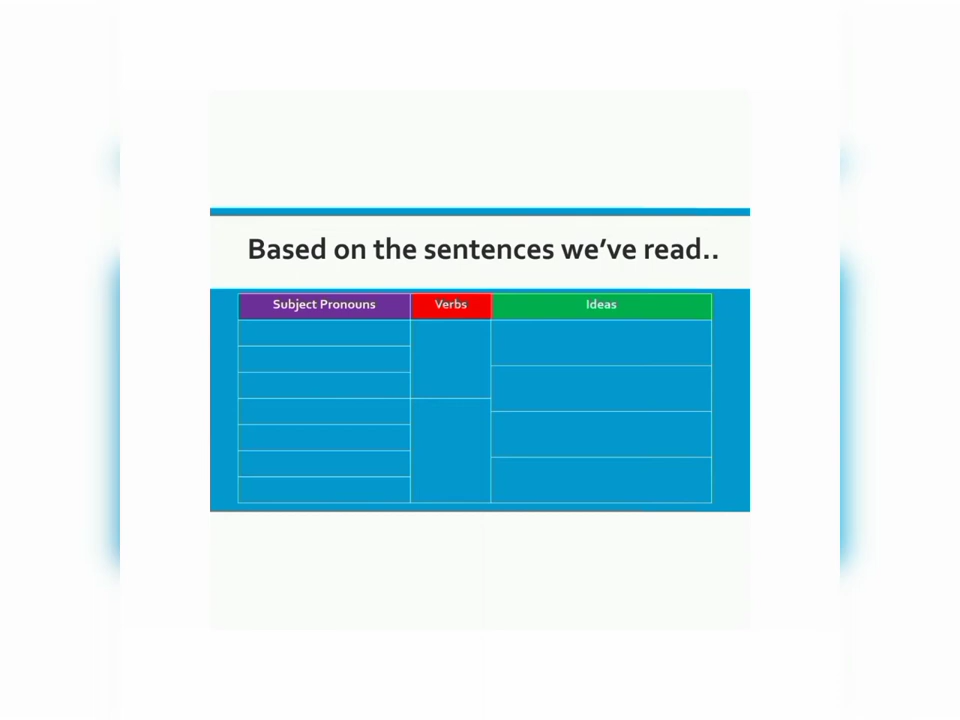 Based on the sentences we've read..
Subject Pronouns Verbs Ideas